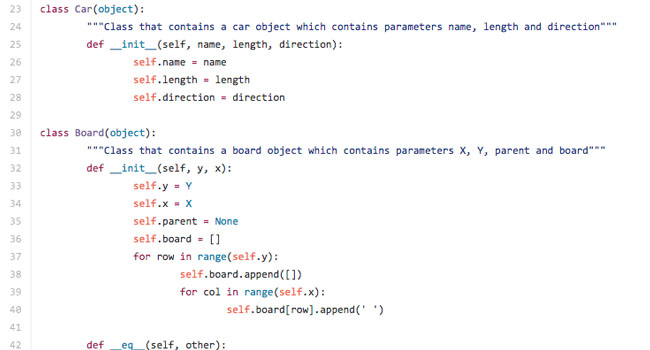 23 class Car(object):
24 """Class that contains a car object which contains parameters name, length and direction"""
25 def __init__(self, name, length, direction):
26 self.name = name
27 self.length = length
28 self.direction = direction
29
30 class Board(object):
31 """Class that contains a board object which contains parameters X, Y, parent and board"""
32 def __init__(self, y, x):
33 self.y = Y
34 self.x = X
35 self.parent = None
36 self.board = []
37 for row in range(self.y):
38 self.board.append([])
39 for col in range(self.x):
40 self.board[row].append(' ')
41
42 def __eq__(self, other):